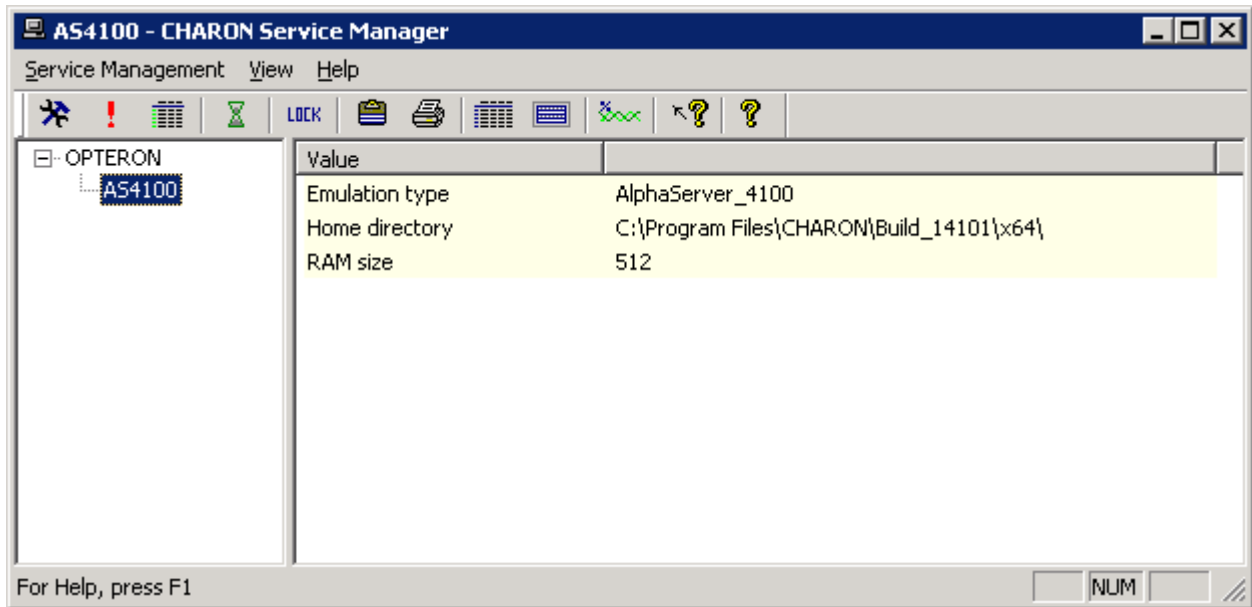 AS4100 - CHARON Service Manager
Service Management View Help
LOCK
OPTERON
AS4100
Value
Emulation type AlphaServer_4100
Home directory C:\Program Files\CHARON\Build_14101\x64\
RAM size 512
For Help, press F1 NUM